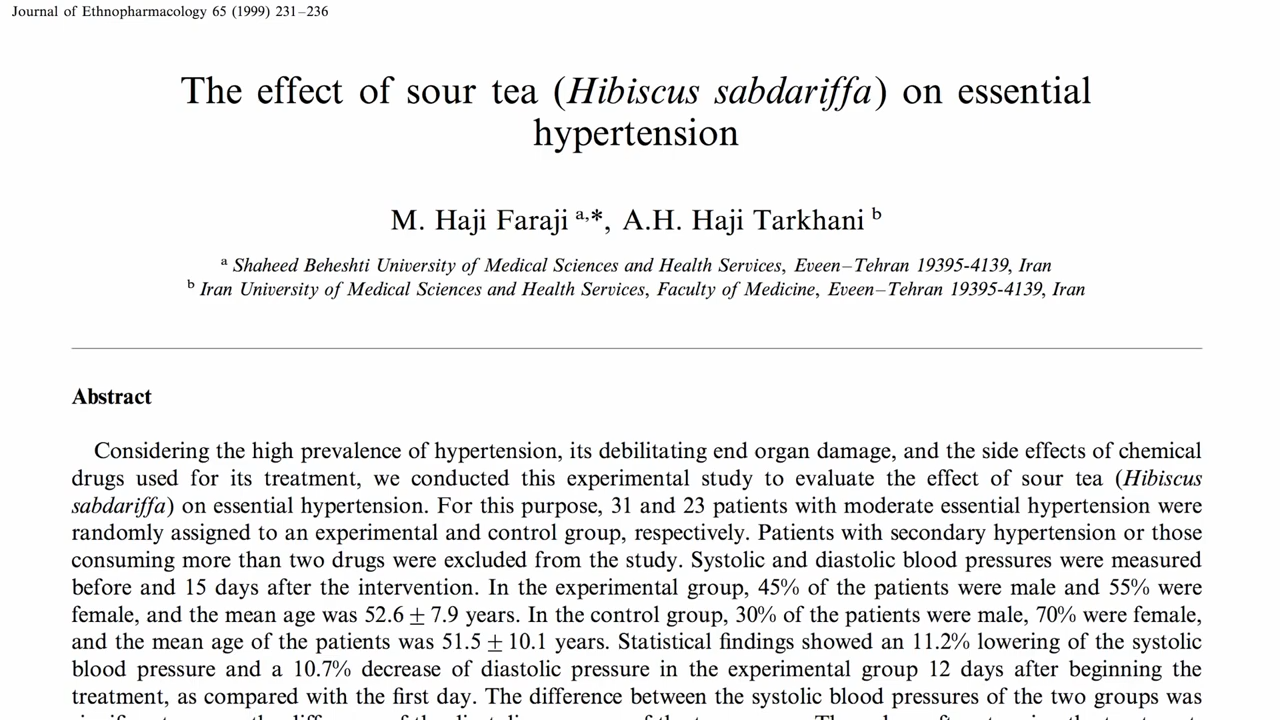 Journal of Ethnopharmacology 65 (1999) 231–236
The effect of sour tea (Hibiscus sabdariffa) on essential
hypertension
M. Haji Faraji a,*, A.H. Haji Tarkhani b
a Shaheed Beheshti University of Medical Sciences and Health Services, Eveen–Tehran 19395-4139, Iran
b Iran University of Medical Sciences and Health Services, Faculty of Medicine, Eveen–Tehran 19395-4139, Iran
Abstract
Considering the high prevalence of hypertension, its debilitating end organ damage, and the side effects of chemical
drugs used for its treatment, we conducted this experimental study to evaluate the effect of sour tea (Hibiscus
sabdariffa) on essential hypertension. For this purpose, 31 and 23 patients with moderate essential hypertension were
randomly assigned to an experimental and control group, respectively. Patients with secondary hypertension or those
consuming more than two drugs were excluded from the study. Systolic and diastolic blood pressures were measured
before and 15 days after the intervention. In the experimental group, 45% of the patients were male and 55% were
female, and the mean age was 52.6 ± 7.9 years. In the control group, 30% of the patients were male, 70% were female,
and the mean age of the patients was 51.5 ± 10.1 years. Statistical findings showed an 11.2% lowering of the systolic
blood pressure and a 10.7% decrease of diastolic pressure in the experimental group 12 days after beginning the
treatment, as compared with the first day. The difference between the systolic blood pressures of the two groups was